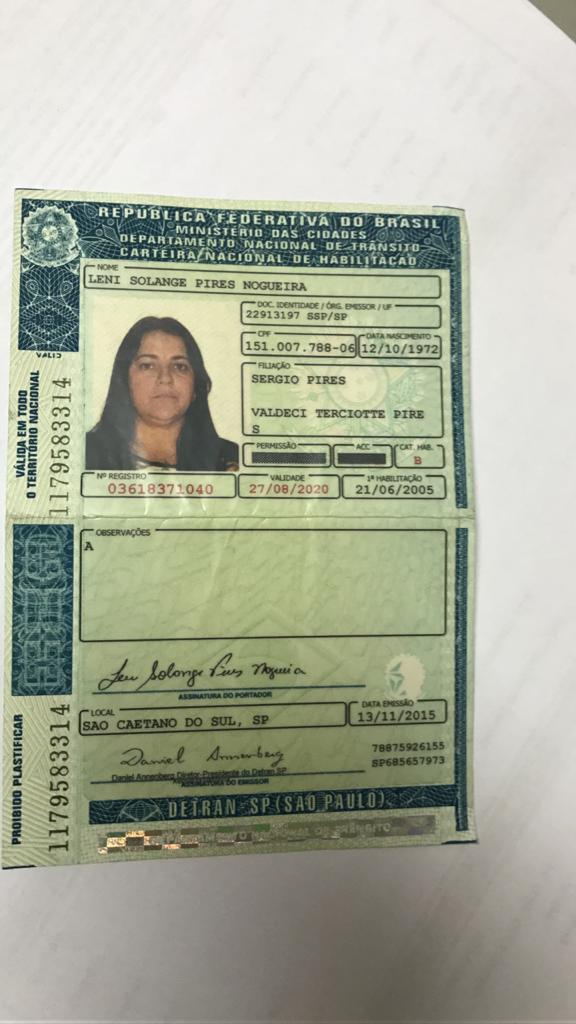 REPÚBLICA FEDERATIVA DO BRASIL
MINISTÉRIO DAS CIDADES
DEPARTAMENTO NACIONAL DE TRÂNSITO
CARTEIRA NACIONAL DE HABILITAÇÃO
NOME
LENI SOLANGE PIRES NOGUEIRA
DOC. IDENTIDADE / ÓRG. EMISSOR / UF
22913197 SSP/SP
CPF
151.007.788-06
DATA NASCIMENTO
12/10/1972
FILIAÇÃO
SERGIO PIRES
VALDECI TERCIOTTE PIRE
S
PERMISSÃO
ACC
CAT. HAB.
B
Nº REGISTRO
03618371040
VALIDADE
27/08/2020
1ª HABILITAÇÃO
21/06/2005
VÁLIDA EM TODO
O TERRITÓRIO NACIONAL
1179583314
OBSERVAÇÕES
A
Leni Solange Pires Nogueira
ASSINATURA DO PORTADOR
LOCAL
SAO CAETANO DO SUL, SP
DATA EMISSÃO
13/11/2015
Daniel Annenberg
Daniel Annenberg Diretor-Presidente do Detran SP
ASSINATURA DO EMISSOR
78875926155
SP685657973
PROIBIDO PLASTIFICAR
1179583314
DETRAN-SP (SAO PAULO)
NACIONAL DE TRÂNSITO